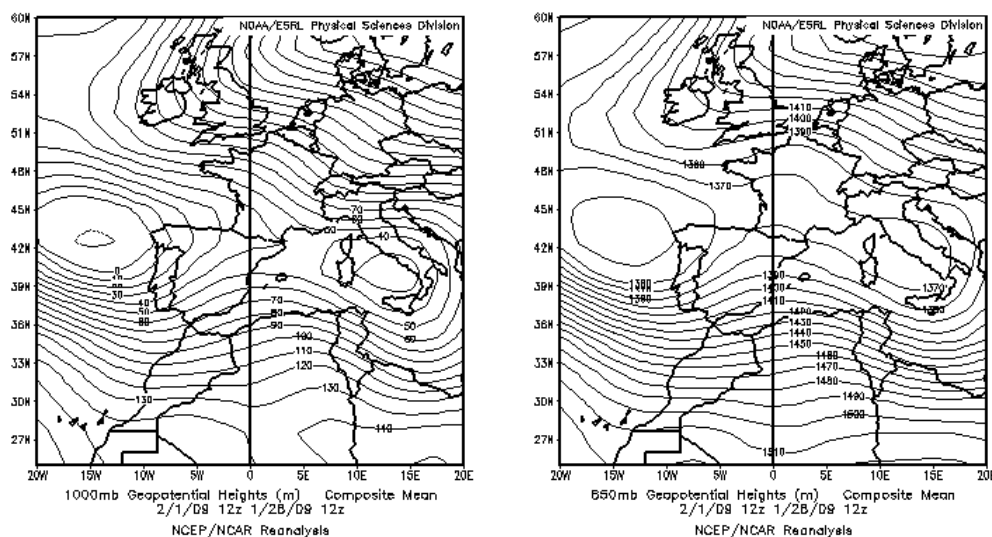 NOAA/ESRL Physical Sciences Division
60N
57N
54N
51N
48N
45N
42N
39N
36N
33N
30N
27N
70
60
40
0
30
40
50
60
70
80
90
100
110
120
130
130
140
50
60
20W
15W
10W
5W
0
5E
10E
15E
20E
1000mb Geopotential Heights (m) Composite Mean
2/1/09 12z 1/28/09 12z
NCEP/NCAR Reanalysis
NOAA/ESRL Physical Sciences Division
60N
57N
54N
51N
48N
45N
42N
39N
36N
33N
30N
27N
1410
1400
1390
1380
1370
1390
1400
1410
1430
1440
1450
1470
1480
1490
1500
1510
1370
1380
20W
15W
10W
5W
0
5E
10E
15E
20E
850mb Geopotential Heights (m) Composite Mean
2/1/09 12z 1/28/09 12z
NCEP/NCAR Reanalysis